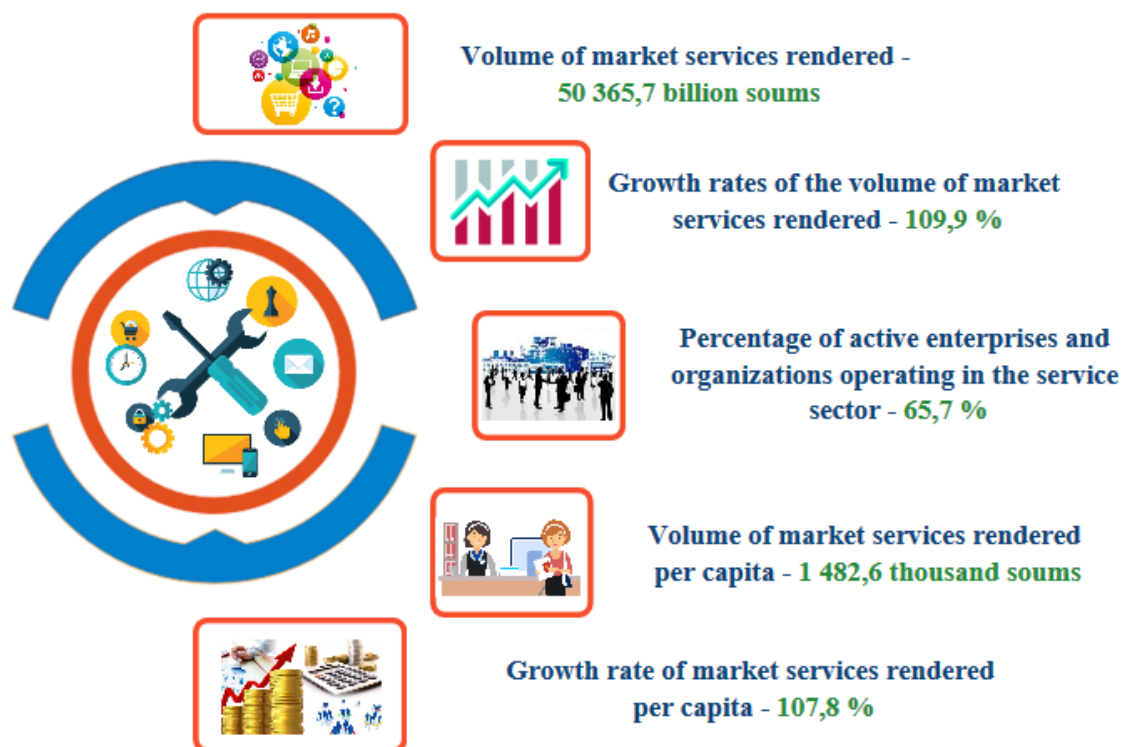 Volume of market services rendered -
50 365,7 billion soums
Growth rates of the volume of market
services rendered - 109,9 %
Percentage of active enterprises and
organizations operating in the service
sector - 65,7 %
Volume of market services rendered
per capita - 1 482,6 thousand soums
Growth rate of market services rendered
per capita - 107,8 %